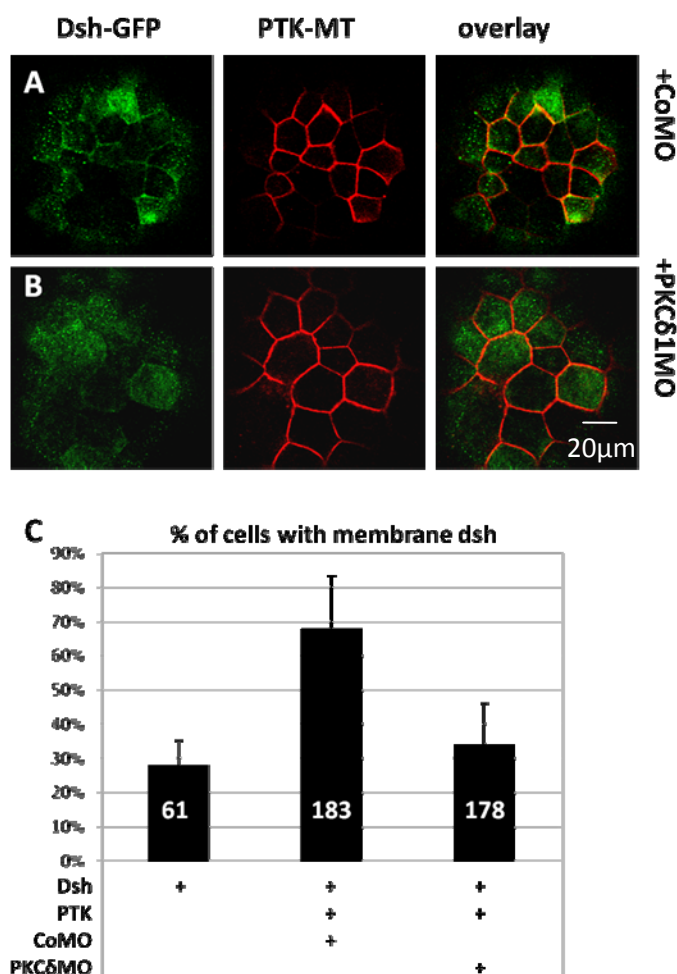 Dsh-GFP PTK-MT overlay
A +CoMO
B +PKCδ1MO
20μm
C % of cells with membrane dsh
90%
80%
70%
60%
50%
40%
30%
20%
10%
0%
61 183 178
Dsh + + +
PTK + +
CoMO +
PKCδMO +